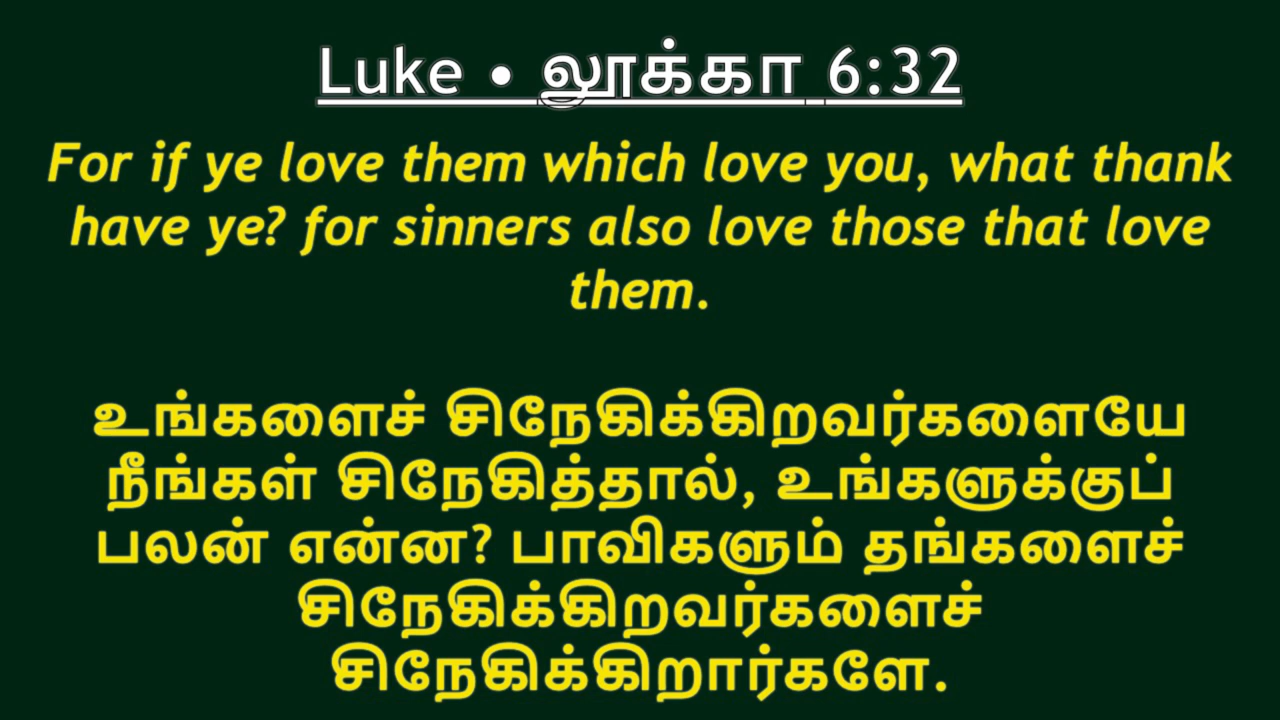 Luke • லூக்கா 6:32
For if ye love them which love you, what thank
have ye? for sinners also love those that love
them.
உங்களைச் சிநேகிக்கிறவர்களையே
நீங்கள் சிநேகித்தால், உங்களுக்குப்
பலன் என்ன? பாவிகளும் தங்களைச்
சிநேகிக்கிறவர்களைச்
சிநேகிக்கிறார்களே.